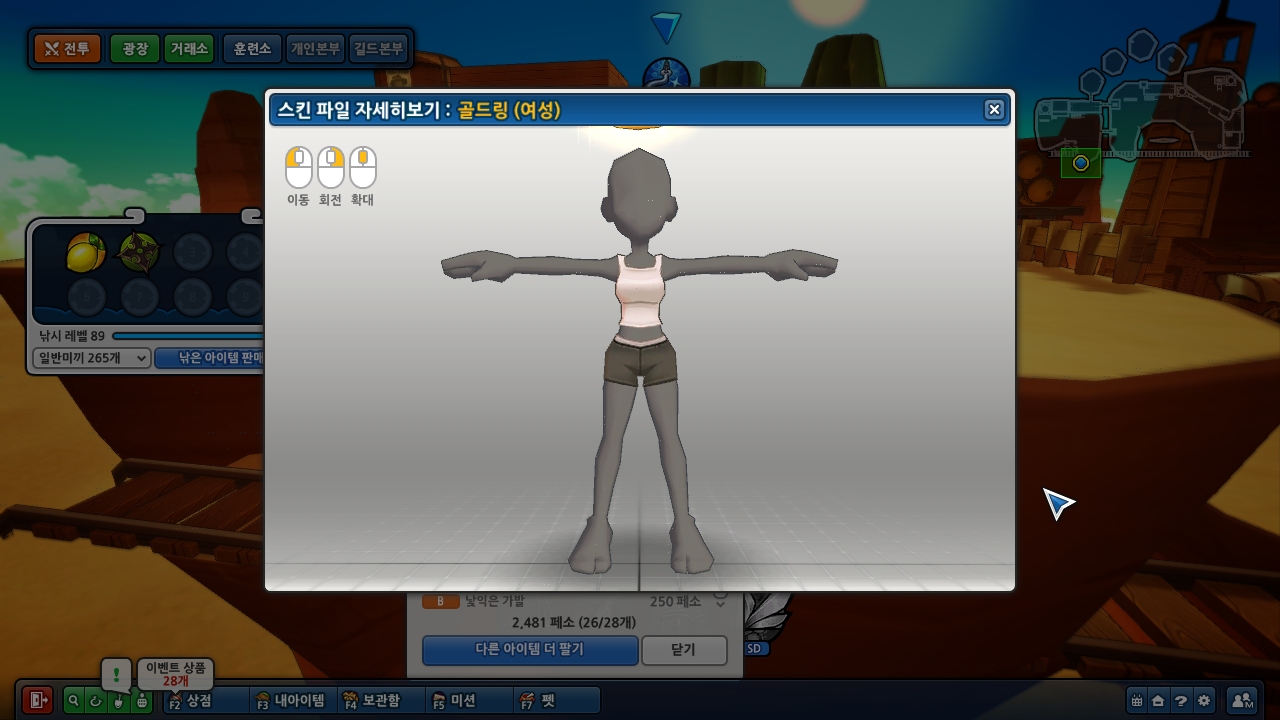 전투
광장
거래소
훈련소
개인본부
길드본부
스킨 파일 자세히보기 : 골드링 (여성)
이동 회전 확대
낚시 레벨 89
일반미끼 265개
낚은 아이템 판매
B 낯익은 가발 250 페소
2,481 페소 (26/28개)
다른 아이템 더 팔기
닫기
SD
이벤트 상품
28개
F2 상점
F3 내아이템
F4 보관함
F5 미션
F7 펫
M